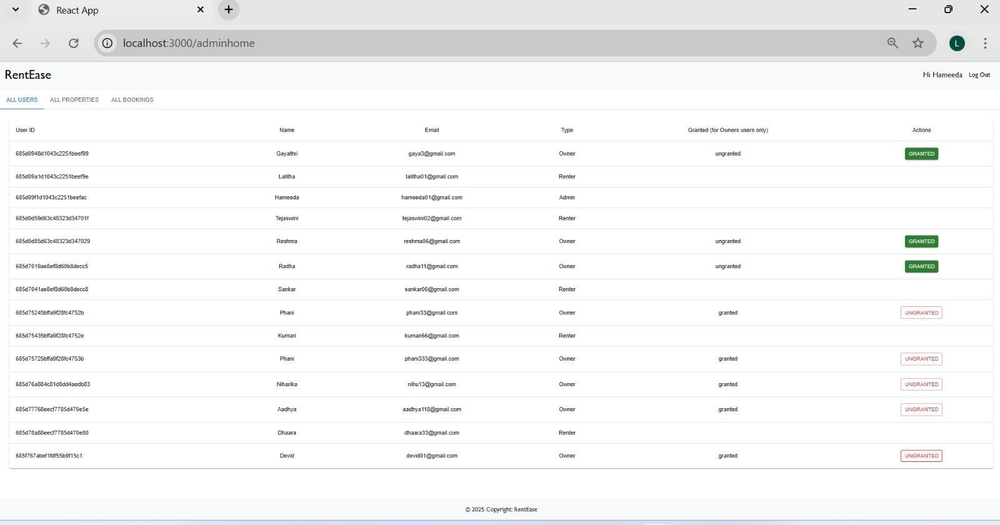 React App
localhost:3000/adminhome
L
RentEase
Hi Hameeda Log Out
ALL USERS ALL PROPERTIES ALL BOOKINGS
User ID Name Email Type Granted (for Owners users only) Actions
685d0948d1043c2251beef99 Gayathri gaya3@gmail.com Owner ungranted GRANTED
685d09a1d1043c2251beef9e Lalitha lalitha01@gmail.com Renter
685d09f1d1043c2251beefac Hameeda hameeda01@gmail.com Admin
685d0d59d63c48323d34701f Tejaswini tejaswini02@gmail.com Renter
685d0d85d63c48323d347029 Reshma reshma06@gmail.com Owner ungranted GRANTED
685d7019ae8ef8d60b8decc5 Radha radha11@gmail.com Owner ungranted GRANTED
685d7041ae8ef8d60b8decc8 Sankar sankar00@gmail.com Renter
685d75245bffa9f28fc4752b Phani phani33@gmail.com Owner granted UNGRANTED
685d75435bffa9f28fc4752e Kumari kumari66@gmail.com Renter
685d75725bffa9f28fc4753b Phani phani333@gmail.com Owner granted UNGRANTED
685d76a884c81d8dd4aedb83 Niharika nihu13@gmail.com Owner granted UNGRANTED
685d77768eecf7785d470e5e Aadhya aadhya118@gmail.com Owner granted UNGRANTED
685d78a88eecf7785d470e80 Dhaara dhaara33@gmail.com Renter
685f767abef1fdf55b9f15c1 Devid devid01@gmail.com Owner granted UNGRANTED
© 2025 Copyright: RentEase